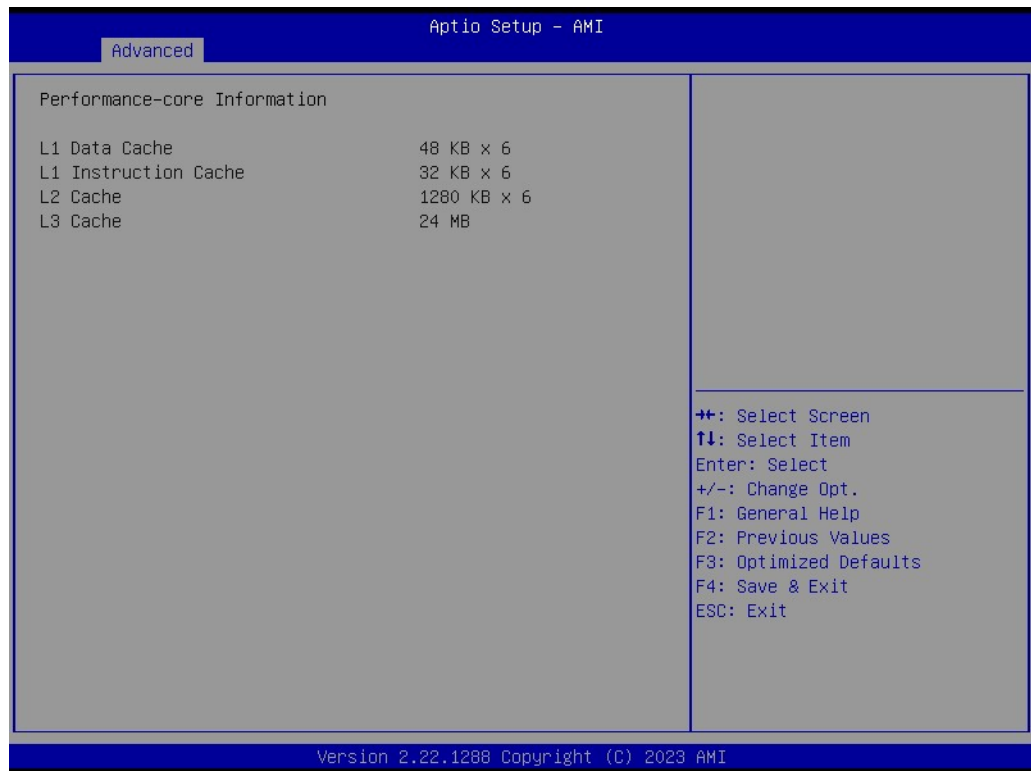 Aptio Setup – AMI
Advanced
Performance-core Information
L1 Data Cache 48 KB x 6
L1 Instruction Cache 32 KB x 6
L2 Cache 1280 KB x 6
L3 Cache 24 MB
→←: Select Screen
↑↓: Select Item
Enter: Select
+/-: Change Opt.
F1: General Help
F2: Previous Values
F3: Optimized Defaults
F4: Save & Exit
ESC: Exit
Version 2.22.1288 Copyright (C) 2023 AMI